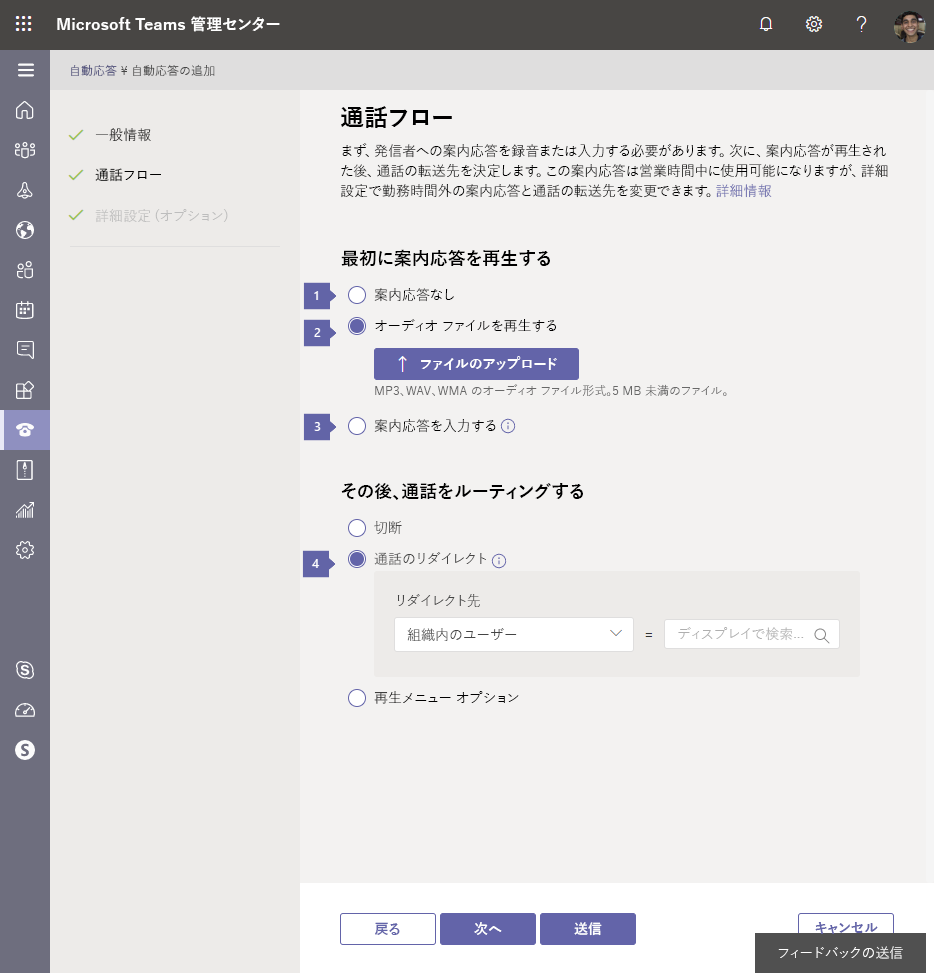 Microsoft Teams 管理センター
自動応答 ¥ 自動応答の追加
一般情報
通話フロー
詳細設定 (オプション)
通話フロー
まず、発信者への案内応答を録音または入力する必要があります。次に、案内応答が再生され
た後、通話の転送先を決定します。この案内応答は営業時間中に使用可能になりますが、詳細
設定で勤務時間外の案内応答と通話の転送先を変更できます。詳細情報
最初に案内応答を再生する
1 案内応答なし
2 オーディオ ファイルを再生する
↑ ファイルのアップロード
MP3、WAV、WMA のオーディオ ファイル形式。5 MB 未満のファイル。
3 案内応答を入力する
その後、通話をルーティングする
切断
4 通話のリダイレクト
リダイレクト先
組織内のユーザー = ディスプレイで検索...
再生メニュー オプション
戻る 次へ 送信 キャンセル
フィードバックの送信